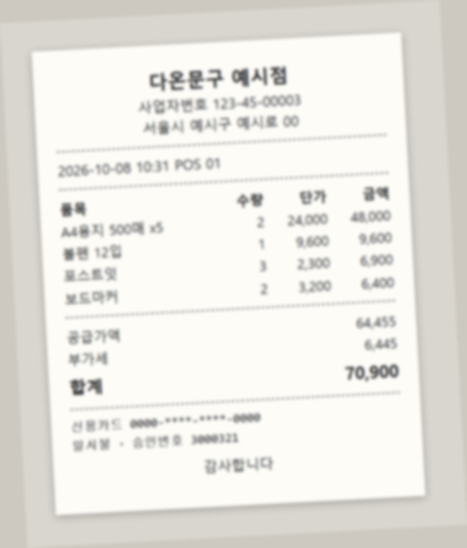 다온문구 예시점
사업자번호 123-45-00003
서울시 예시구 예시로 00
2026-10-08 10:31 POS 01
품목 수량 단가 금액
A4용지 500매 x5 2 24,000 48,000
볼펜 12입 1 9,600 9,600
포스트잇 3 2,300 6,900
보드마커 2 3,200 6,400
공급가액 64,455
부가세 6,445
합계 70,900
신용카드 0000-****-****-0000
일시불 · 승인번호 3000321
감사합니다